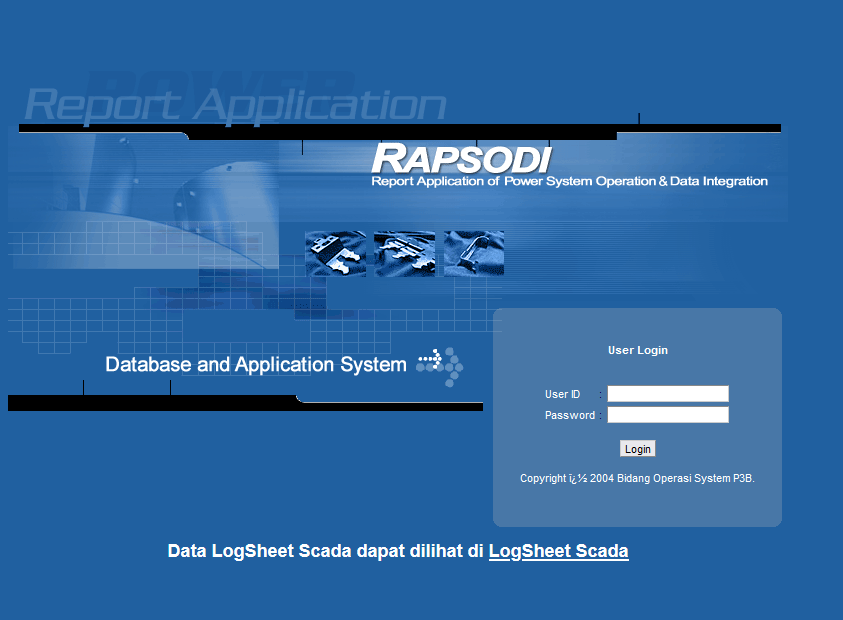 POWER
Report Application
RAPSODI
Report Application of Power System Operation & Data Integration
Database and Application System
User Login
User ID :
Password :
Login
Copyright ï¿½ 2004 Bidang Operasi System P3B.
Data LogSheet Scada dapat dilihat di LogSheet Scada